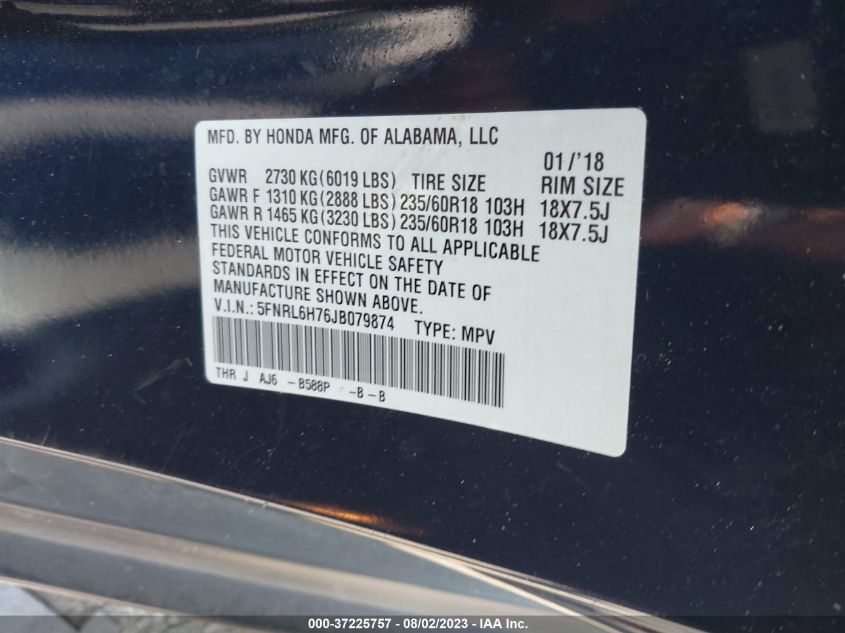 MFD. BY HONDA MFG. OF ALABAMA, LLC
01/'18
GVWR 2730 KG(6019 LBS) TIRE SIZE RIM SIZE
GAWR F 1310 KG(2888 LBS) 235/60R18 103H 18X7.5J
GAWR R 1465 KG(3230 LBS) 235/60R18 103H 18X7.5J
THIS VEHICLE CONFORMS TO ALL APPLICABLE
FEDERAL MOTOR VEHICLE SAFETY
STANDARDS IN EFFECT ON THE DATE OF
MANUFACTURE SHOWN ABOVE.
V.I.N.: 5FNRL6H76JB079874 TYPE: MPV
THR J AJ6 -B588P -B-B
000-37225757 - 08/02/2023 - IAA Inc.